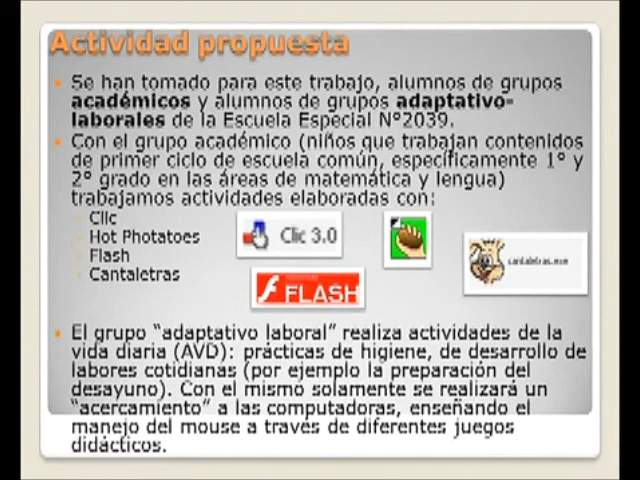 Actividad propuesta
Se han tomado para este trabajo, alumnos de grupos
académicos y alumnos de grupos adaptativo-
laborales de la Escuela Especial N°2039.
Con el grupo académico (niños que trabajan contenidos
de primer ciclo de escuela común, específicamente 1° y
2° grado en las áreas de matemática y lengua)
trabajamos actividades elaboradas con:
Clic
Hot Photatoes
Flash
Cantaletras
Clic 3.0
FLASH
cantaletras.exe
El grupo "adaptativo laboral" realiza actividades de la
vida diaria (AVD): prácticas de higiene, de desarrollo de
labores cotidianas (por ejemplo la preparación del
desayuno). Con el mismo solamente se realizará un
"acercamiento" a las computadoras, enseñando el
manejo del mouse a través de diferentes juegos
didácticos.